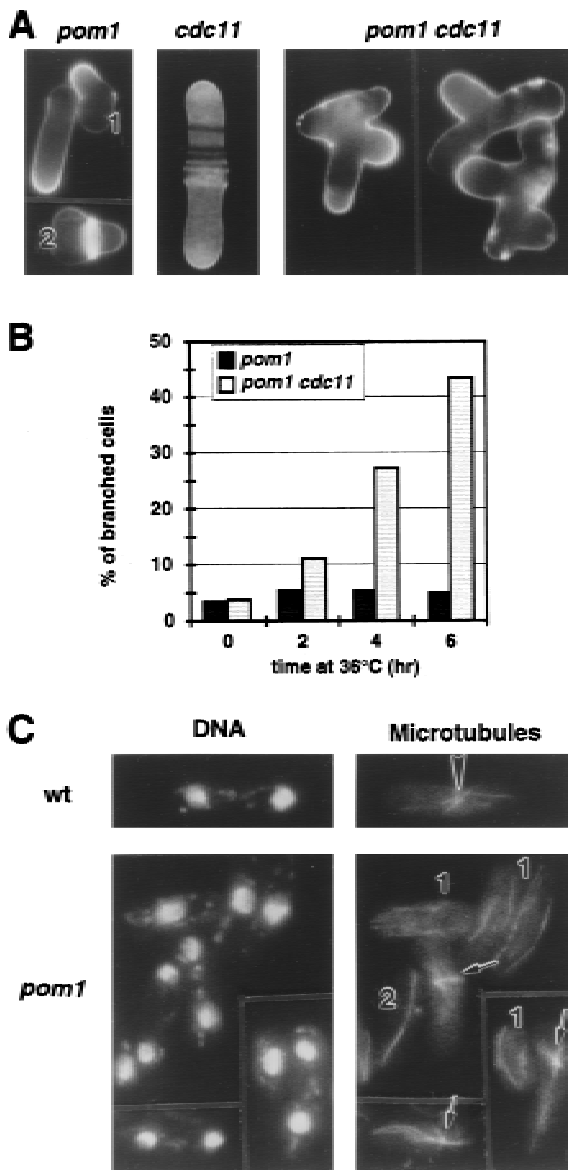 A
pom1 cdc11 pom1 cdc11
1
2
B
50
40
30
20
10
0
% of branched cells
pom1
pom1 cdc11
0 2 4 6
time at 36°C (hr)
C
DNA Microtubules
wt
pom1
1 1
2
1